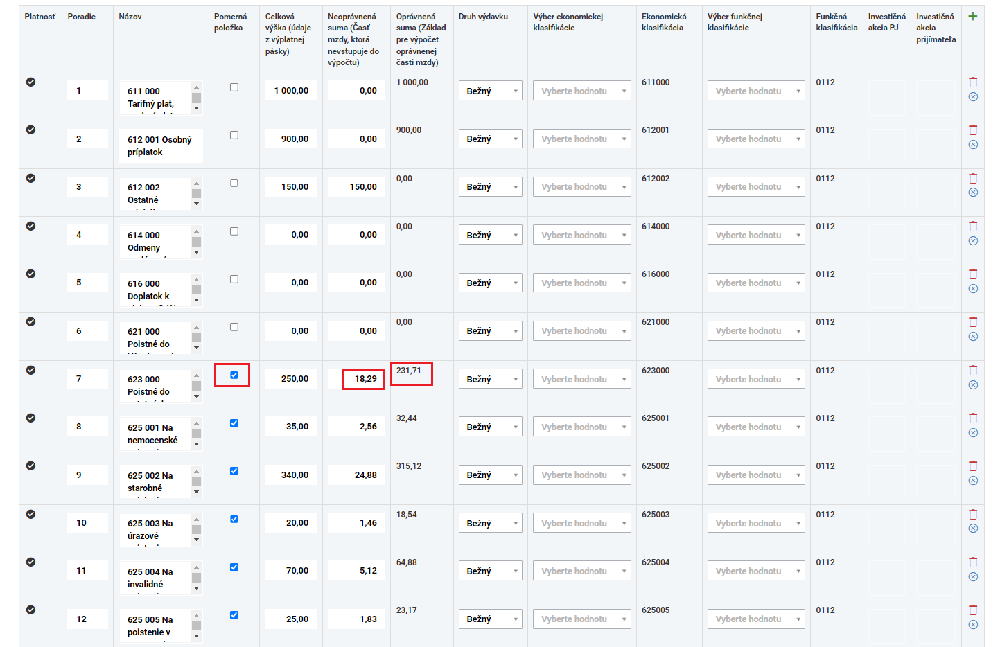 Platnosť Poradie Názov Pomerná položka Celková výška (údaje z výplatnej pásky) Neoprávnená suma (Časť mzdy, ktorá nevstupuje do výpočtu) Oprávnená suma (Základ pre výpočet oprávnenej časti mzdy) Druh výdavku Výber ekonomickej klasifikácie Ekonomická klasifikácia Výber funkčnej klasifikácie Funkčná klasifikácia Investičná akcia PJ Investičná akcia prijímateľa
1 611 000 Tarifný plat, 1 000,00 0,00 1 000,00 Bežný Vyberte hodnotu 611000 Vyberte hodnotu 0112
2 612 001 Osobný príplatok 900,00 0,00 900,00 Bežný Vyberte hodnotu 612001 Vyberte hodnotu 0112
3 612 002 Ostatné 150,00 150,00 0,00 Bežný Vyberte hodnotu 612002 Vyberte hodnotu 0112
4 614 000 Odmeny 0,00 0,00 0,00 Bežný Vyberte hodnotu 614000 Vyberte hodnotu 0112
5 616 000 Doplatok k 0,00 0,00 0,00 Bežný Vyberte hodnotu 616000 Vyberte hodnotu 0112
6 621 000 Poistné do 0,00 0,00 0,00 Bežný Vyberte hodnotu 621000 Vyberte hodnotu 0112
7 623 000 Poistné do 250,00 18,29 231,71 Bežný Vyberte hodnotu 623000 Vyberte hodnotu 0112
8 625 001 Na nemocenské 35,00 2,56 32,44 Bežný Vyberte hodnotu 625001 Vyberte hodnotu 0112
9 625 002 Na starobné 340,00 24,88 315,12 Bežný Vyberte hodnotu 625002 Vyberte hodnotu 0112
10 625 003 Na úrazové 20,00 1,46 18,54 Bežný Vyberte hodnotu 625003 Vyberte hodnotu 0112
11 625 004 Na invalidné 70,00 5,12 64,88 Bežný Vyberte hodnotu 625004 Vyberte hodnotu 0112
12 625 005 Na poistenie v 25,00 1,83 23,17 Bežný Vyberte hodnotu 625005 Vyberte hodnotu 0112